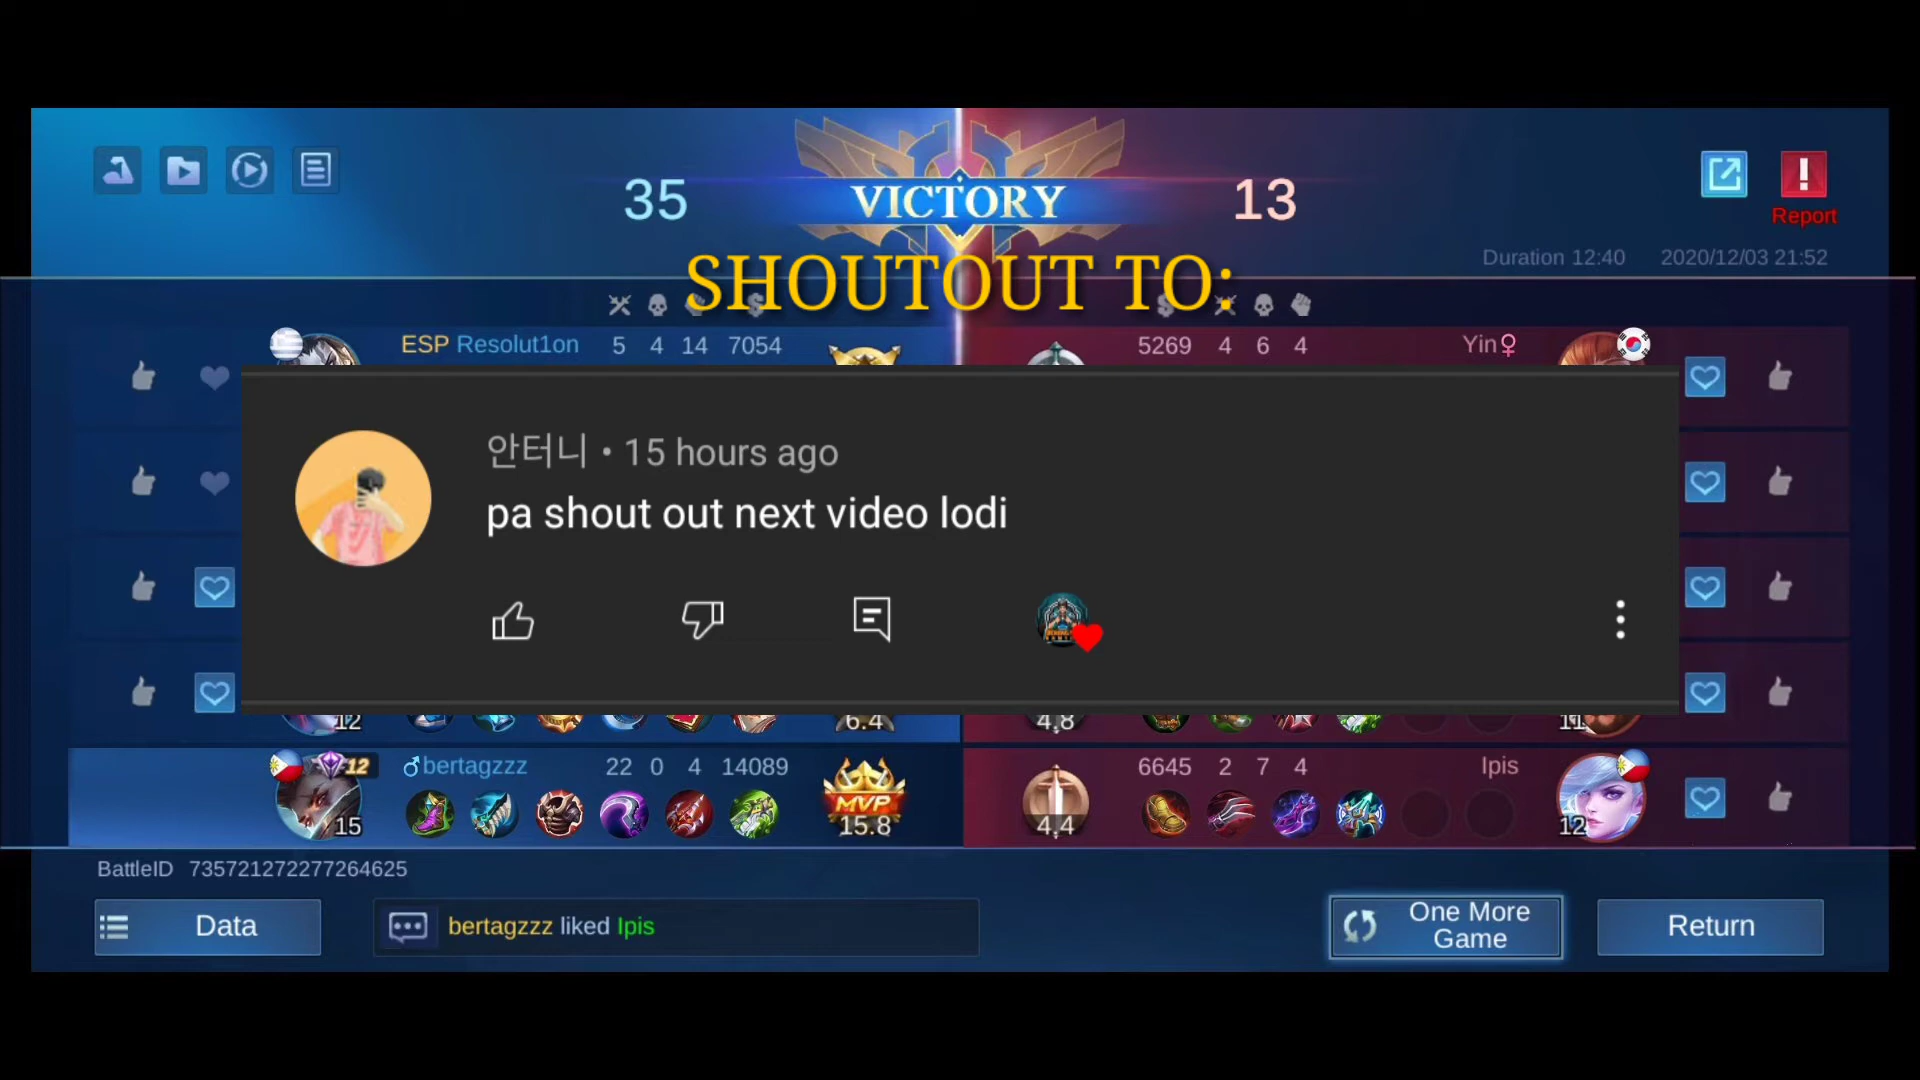 35
VICTORY
13
Report
Duration 12:40 2020/12/03 21:52
SHOUTOUT TO:
ESP Resolut1on 5 4 14 7054
5269 4 6 4 Yin♀
안터니 • 15 hours ago
pa shout out next video lodi
12 6.4
4.8
12 ♂bertagzzz 22 0 4 14089
6645 2 7 4 Ipis
MVP
15 15.8
4.4 12
BattleID 735721272277264625
Data
bertagzzz liked Ipis
One More
Game
Return